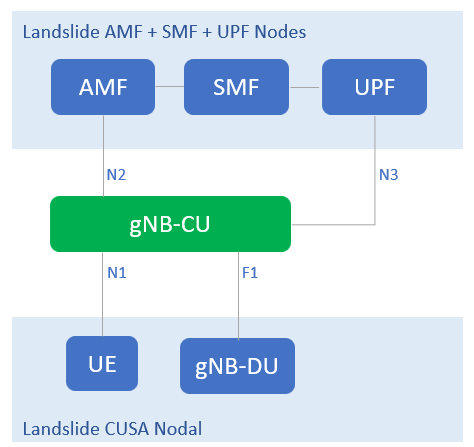 Landslide AMF + SMF + UPF Nodes
AMF
SMF
UPF
N2
N3
gNB-CU
N1
F1
UE
gNB-DU
Landslide CUSA Nodal